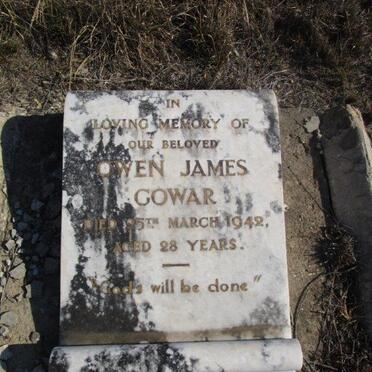 IN
LOVING MEMORY OF
OUR BELOVED
OWEN JAMES
GOWAR
DIED 25TH MARCH 1942,
AGED 28 YEARS.
"God's will be done"